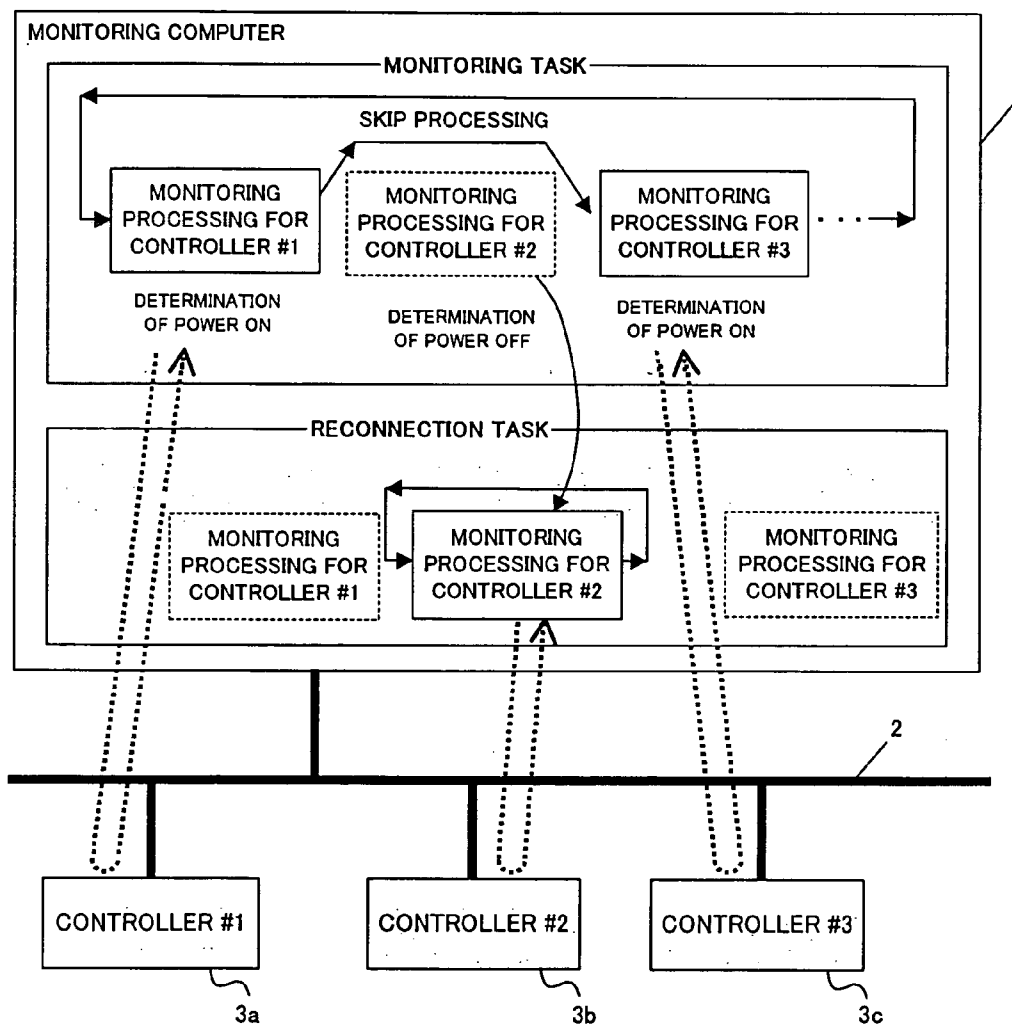 MONITORING COMPUTER
MONITORING TASK
SKIP PROCESSING
MONITORING
PROCESSING FOR
CONTROLLER #1
MONITORING
PROCESSING FOR
CONTROLLER #2
MONITORING
PROCESSING FOR
CONTROLLER #3
. . .
DETERMINATION
OF POWER ON
DETERMINATION
OF POWER OFF
DETERMINATION
OF POWER ON
RECONNECTION TASK
MONITORING
PROCESSING FOR
CONTROLLER #1
MONITORING
PROCESSING FOR
CONTROLLER #2
MONITORING
PROCESSING FOR
CONTROLLER #3
2
CONTROLLER #1
CONTROLLER #2
CONTROLLER #3
3a
3b
3c